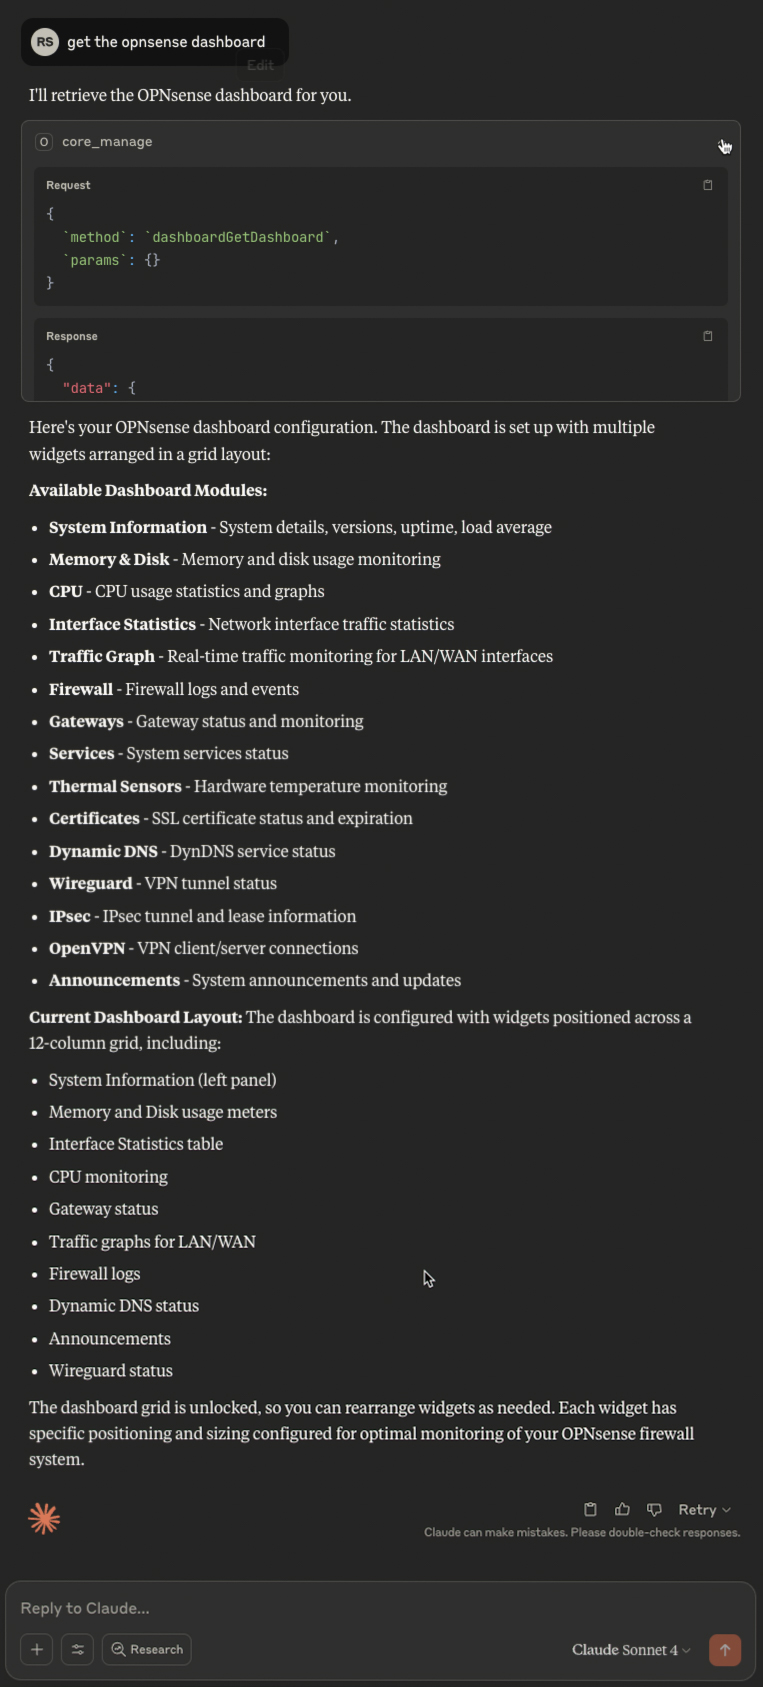 RS get the opnsense dashboard
Edit
I'll retrieve the OPNsense dashboard for you.
O core_manage
Request
{
`method`: `dashboardGetDashboard`,
`params`: {}
}
Response
{
"data": {
Here's your OPNsense dashboard configuration. The dashboard is set up with multiple
widgets arranged in a grid layout:
Available Dashboard Modules:
• System Information - System details, versions, uptime, load average
• Memory & Disk - Memory and disk usage monitoring
• CPU - CPU usage statistics and graphs
• Interface Statistics - Network interface traffic statistics
• Traffic Graph - Real-time traffic monitoring for LAN/WAN interfaces
• Firewall - Firewall logs and events
• Gateways - Gateway status and monitoring
• Services - System services status
• Thermal Sensors - Hardware temperature monitoring
• Certificates - SSL certificate status and expiration
• Dynamic DNS - DynDNS service status
• Wireguard - VPN tunnel status
• IPsec - IPsec tunnel and lease information
• OpenVPN - VPN client/server connections
• Announcements - System announcements and updates
Current Dashboard Layout: The dashboard is configured with widgets positioned across a
12-column grid, including:
• System Information (left panel)
• Memory and Disk usage meters
• Interface Statistics table
• CPU monitoring
• Gateway status
• Traffic graphs for LAN/WAN
• Firewall logs
• Dynamic DNS status
• Announcements
• Wireguard status
The dashboard grid is unlocked, so you can rearrange widgets as needed. Each widget has
specific positioning and sizing configured for optimal monitoring of your OPNsense firewall
system.
Retry
Claude can make mistakes. Please double-check responses.
Reply to Claude...
Research
Claude Sonnet 4